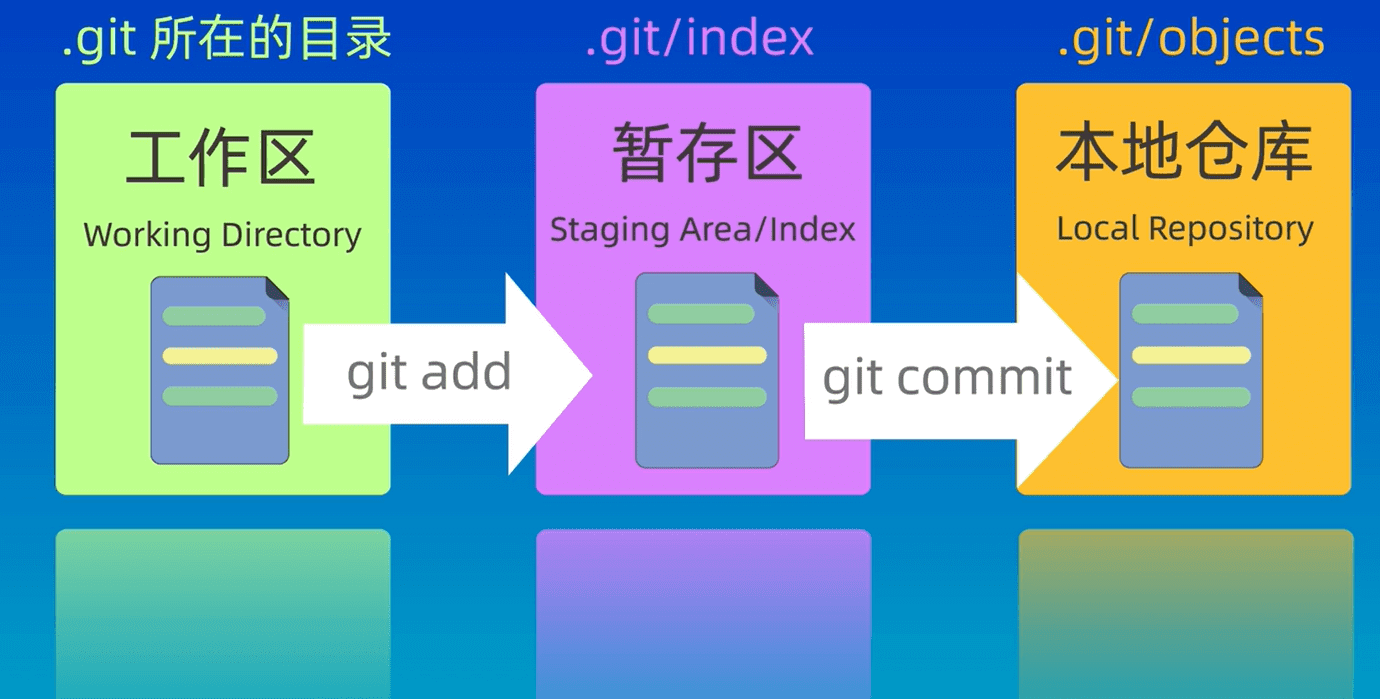 .git 所在的目录
.git/index
.git/objects
工作区
Working Directory
暂存区
Staging Area/Index
本地仓库
Local Repository
git add
git commit